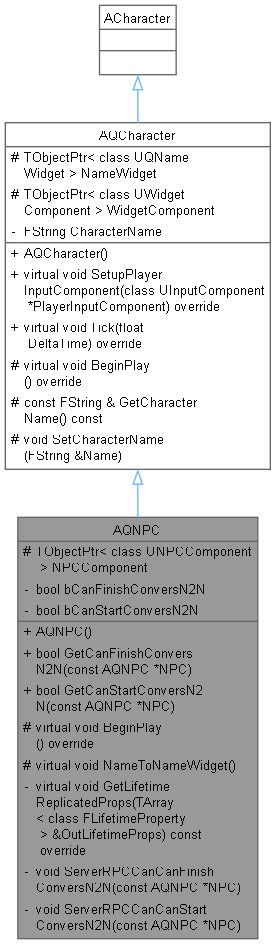 ACharacter
AQCharacter
# TObjectPtr< class UQName
Widget > NameWidget
# TObjectPtr< class UWidget
Component > WidgetComponent
- FString CharacterName
+ AQCharacter()
+ virtual void SetupPlayer
InputComponent(class UInputComponent
*PlayerInputComponent) override
+ virtual void Tick(float
DeltaTime) override
# virtual void BeginPlay
() override
# const FString & GetCharacter
Name() const
# void SetCharacterName
(FString &Name)
AQNPC
# TObjectPtr< class UNPCComponent
> NPCComponent
- bool bCanFinishConversN2N
- bool bCanStartConversN2N
+ AQNPC()
+ bool GetCanFinishConvers
N2N(const AQNPC *NPC)
+ bool GetCanStartConversN2
N(const AQNPC *NPC)
# virtual void BeginPlay
() override
# virtual void NameToNameWidget()
- virtual void GetLifetime
ReplicatedProps(TArray
< class FLifetimeProperty
> &OutLifetimeProps) const
override
- void ServerRPCCanCanFinish
ConversN2N(const AQNPC *NPC)
- void ServerRPCCanCanStart
ConversN2N(const AQNPC *NPC)